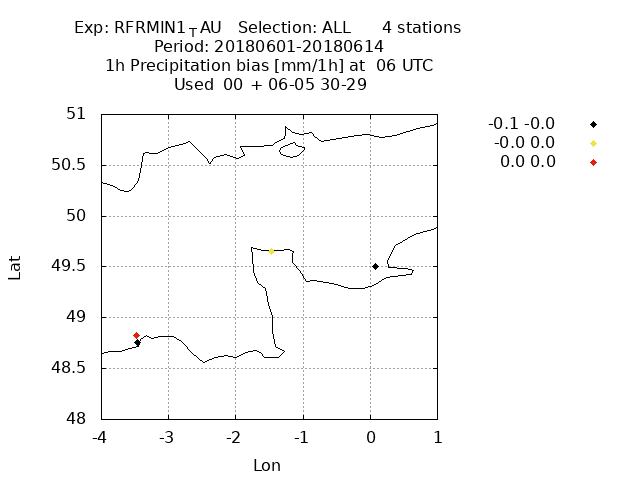 Exp: RFRMIN1_TAU   Selection: ALL      4 stations
Period: 20180601-20180614
1h Precipitation bias [mm/1h] at  06 UTC
Used  00 + 06-05 30-29
-0.1 -0.0
-0.0 0.0
0.0 0.0
51
50.5
50
49.5
49
48.5
48
Lat
-4 -3 -2 -1 0 1
Lon